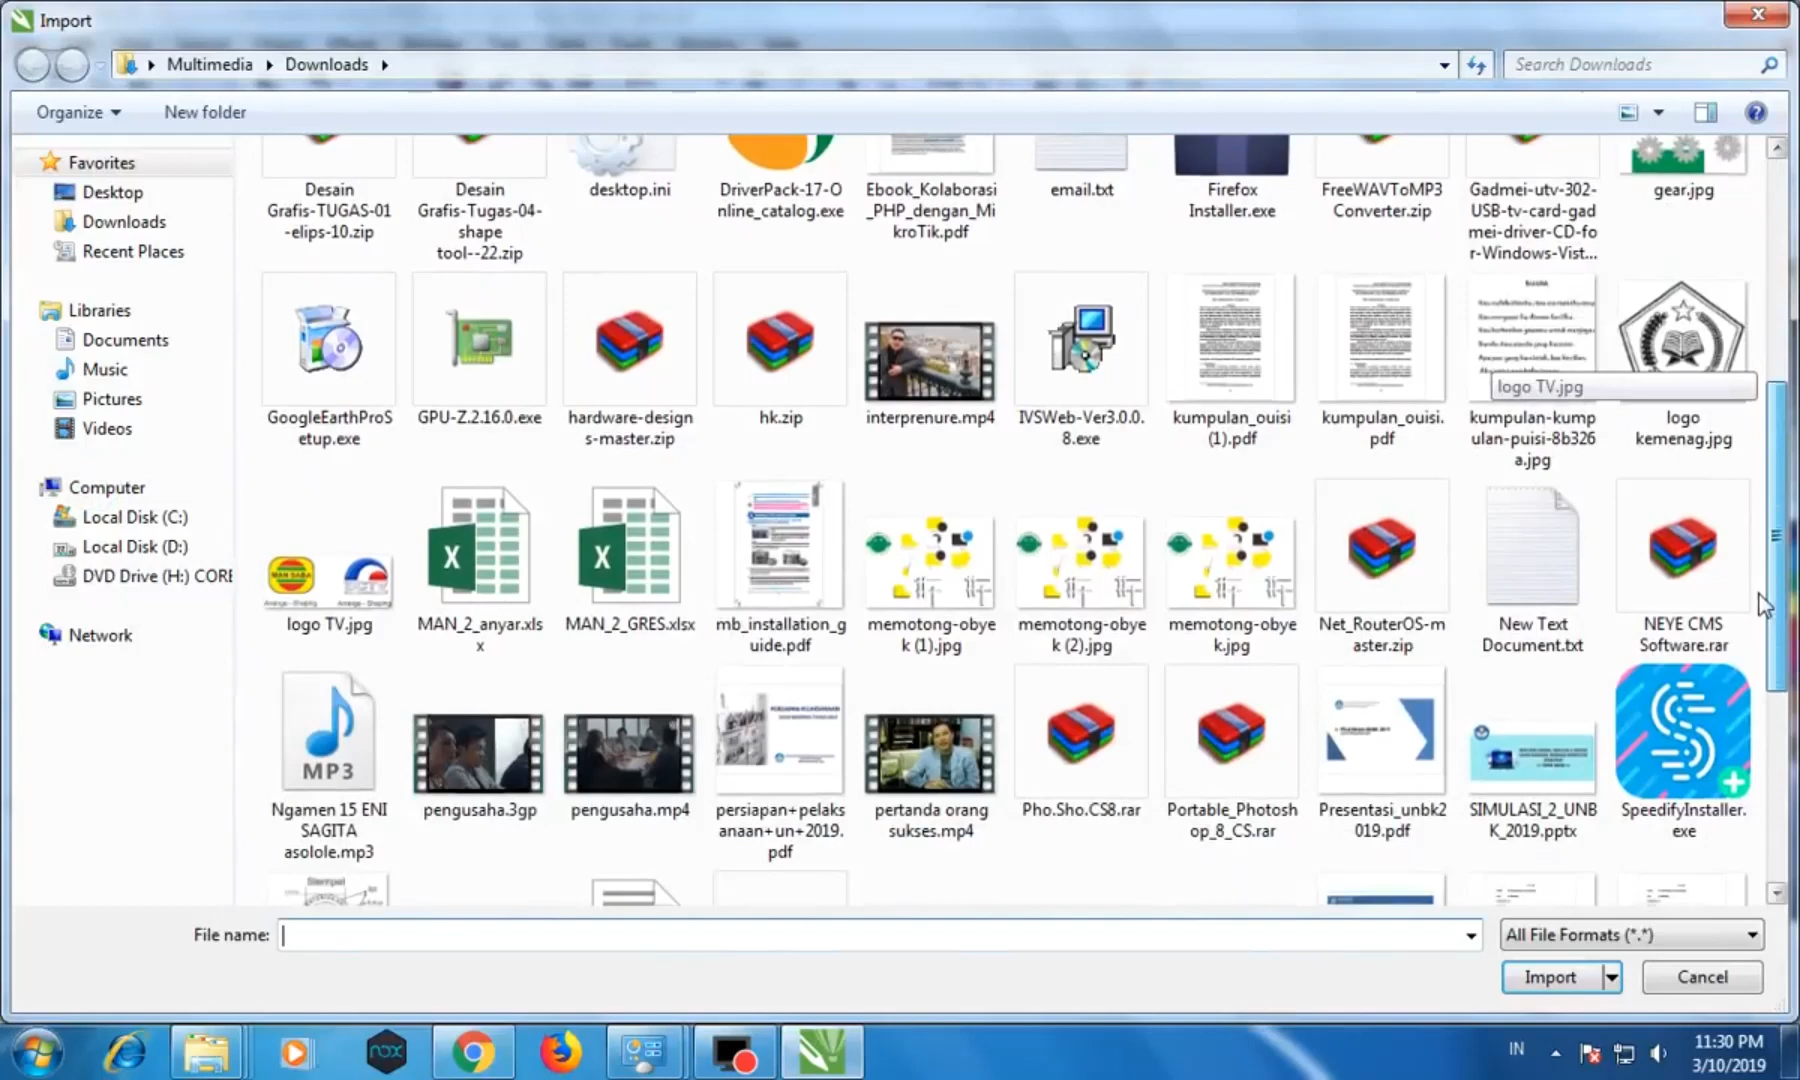 Import
Multimedia
Downloads
Search Downloads
Organize
New folder
Favorites
Desktop
Downloads
Recent Places
Libraries
Documents
Music
Pictures
Videos
Computer
Local Disk (C:)
Local Disk (D:)
DVD Drive (H:) CORE
Network
Desain
Grafis-TUGAS-01
-elips-10.zip
Desain
Grafis-Tugas-04-
shape
tool--22.zip
desktop.ini
DriverPack-17-O
nline_catalog.exe
Ebook_Kolaborasi
_PHP_dengan_Mi
kroTik.pdf
email.txt
Firefox
Installer.exe
FreeWAVToMP3
Converter.zip
Gadmei-utv-302-
USB-tv-card-gad
mei-driver-CD-fo
r-Windows-Vist...
gear.jpg
GoogleEarthProS
etup.exe
GPU-Z.2.16.0.exe
hardware-design
s-master.zip
hk.zip
interprenure.mp4
IVSWeb-Ver3.0.0.
8.exe
kumpulan_ouisi
(1).pdf
kumpulan_ouisi.
pdf
kumpulan-kump
ulan-puisi-8b326
a.jpg
logo TV.jpg
logo
kemenag.jpg
MAN SABA
logo TV.jpg
X
MAN_2_anyar.xls
x
X
MAN_2_GRES.xlsx
mb_installation_g
uide.pdf
memotong-obye
k (1).jpg
memotong-obye
k (2).jpg
memotong-obye
k.jpg
Net_RouterOS-m
aster.zip
New Text
Document.txt
NEYE CMS
Software.rar
MP3
Ngamen 15 ENI
SAGITA
asolole.mp3
pengusaha.3gp
pengusaha.mp4
persiapan+pelaks
anaan+un+2019.
pdf
pertanda orang
sukses.mp4
Pho.Sho.CS8.rar
Portable_Photosh
op_8_CS.rar
Presentasi_unbk2
019.pdf
SIMULASI_2_UNB
K_2019.pptx
SpeedifyInstaller.
exe
Stempel
File name:
All File Formats (*.*)
Import
Cancel
nox
IN
11:30 PM
3/10/2019